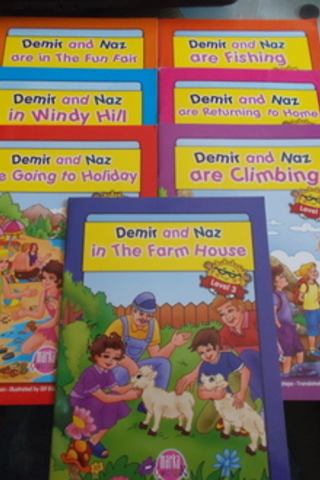 Demir and Naz
are in The Fun Fair
Demir and Naz
are Fishing
Demir and Naz
in Windy Hill
Demir and Naz
are Returning to Home
Demir and Naz
Going to Holiday
Demir and Naz
are Climbing
Level
Demir and Naz
in The Farm House
Level 3
marka